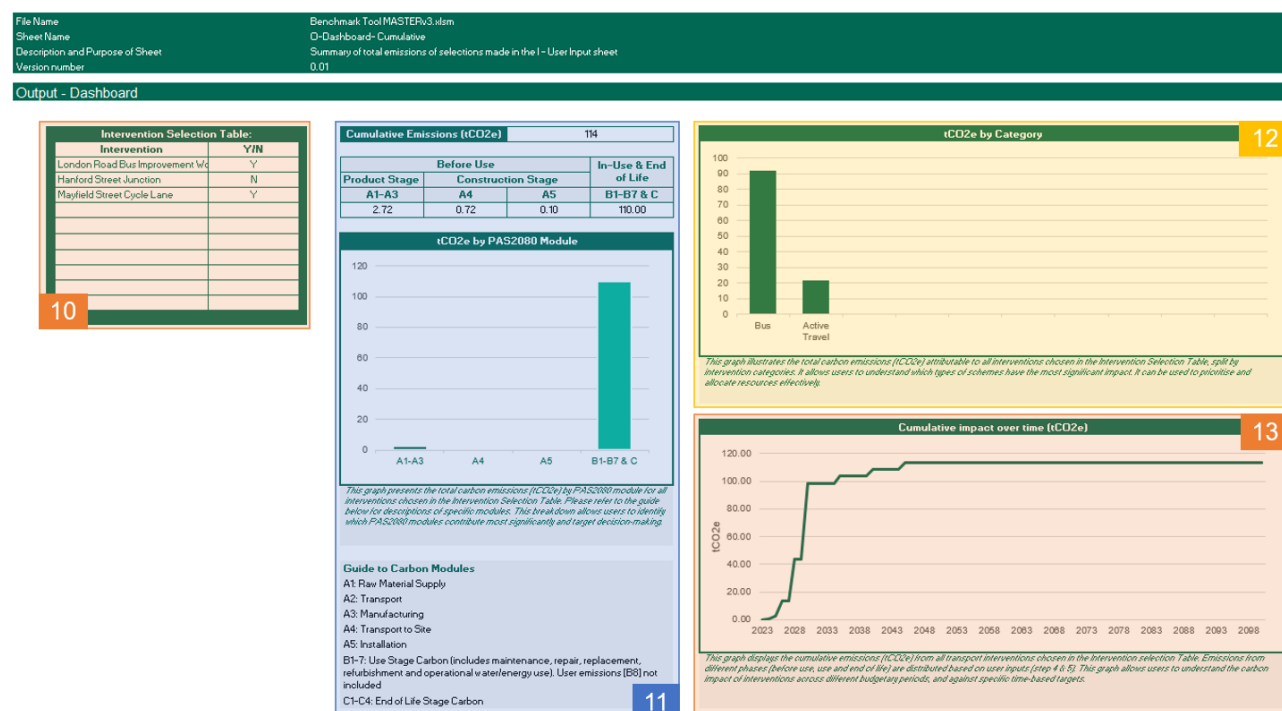 File Name Benchmark Tool MASTERv3.xlsm
Sheet Name O-Dashboard- Cumulative
Description and Purpose of Sheet Summary of total emissions of selections made in the I - User Input sheet
Version number 0.01
Output - Dashboard
Intervention Selection Table:
Intervention Y/N
London Road Bus Improvement Wo Y
Hanford Street Junction N
Mayfield Street Cycle Lane Y
10
Cumulative Emissions (tCO2e) 114
Before Use In-Use & End of Life
Product Stage Construction Stage
A1-A3 A4 A5 B1-B7 & C
2.72 0.72 0.10 110.00
tCO2e by PAS2080 Module
120
100
80
60
40
20
0
A1-A3 A4 A5 B1-B7 & C
This graph presents the total carbon emissions (tCO2e) by PAS2080 module for all
interventions chosen in the Intervention Selection Table. Please refer to the guide
below for descriptions of specific modules. This breakdown allows users to identify
which PAS2080 modules contribute most significantly and target decision-making.
Guide to Carbon Modules
A1: Raw Material Supply
A2: Transport
A3: Manufacturing
A4: Transport to Site
A5: Installation
B1-7: Use Stage Carbon (includes maintenance, repair, replacement,
refurbishment and operational water/energy use). User emissions [B8] not
included
C1-C4: End of Life Stage Carbon
11
tCO2e by Category
12
100
90
80
70
60
50
40
30
20
10
0
Bus Active
Travel
This graph illustrates the total carbon emissions (tCO2e) attributable to all interventions chosen in the Intervention Selection Table, split by
intervention categories. It allows users to understand which types of schemes have the most significant impact. It can be used to prioritise and
allocate resources effectively.
Cumulative impact over time (tCO2e)
13
120.00
100.00
80.00
60.00
40.00
20.00
0.00
tCO2e
2023 2028 2033 2038 2043 2048 2053 2058 2063 2068 2073 2078 2083 2088 2093 2098
This graph displays the cumulative emissions (tCO2e) from all transport interventions chosen in the Intervention selection Table. Emissions from
different phases (before use, use and end of life) are distributed based on user inputs (step 4 & 5). This graph allows users to understand the carbon
impact of interventions across different budgetary periods, and against specific time-based targets.